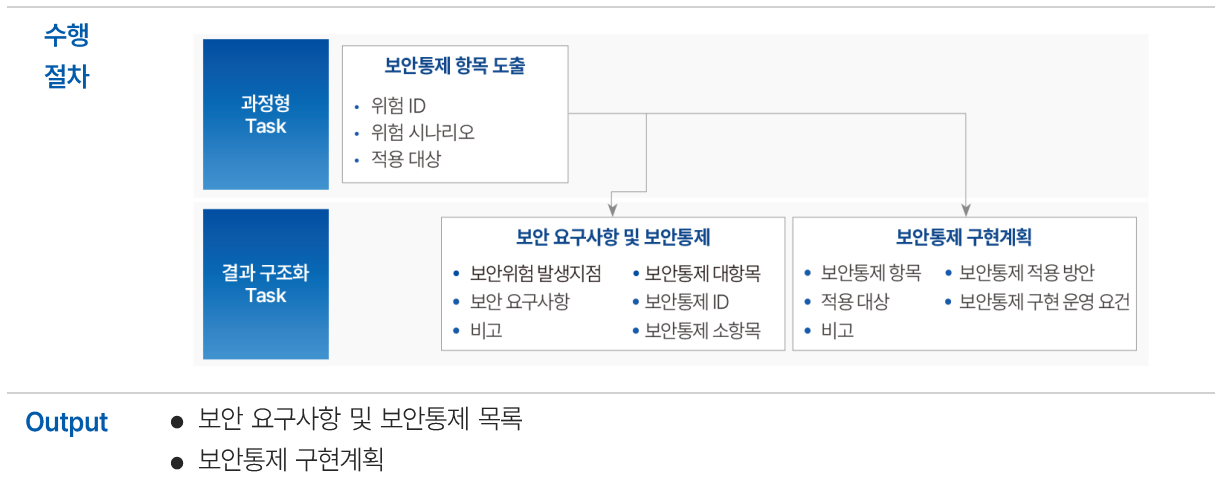 수행
절차
과정형
Task
보안통제 항목 도출
• 위험 ID
• 위험 시나리오
• 적용 대상
결과 구조화
Task
보안 요구사항 및 보안통제
• 보안위험 발생지점
• 보안 요구사항
• 비고
• 보안통제 대항목
• 보안통제 ID
• 보안통제 소항목
보안통제 구현계획
• 보안통제 항목
• 적용 대상
• 비고
• 보안통제 적용 방안
• 보안통제 구현 운영 요건
Output
● 보안 요구사항 및 보안통제 목록
● 보안통제 구현계획